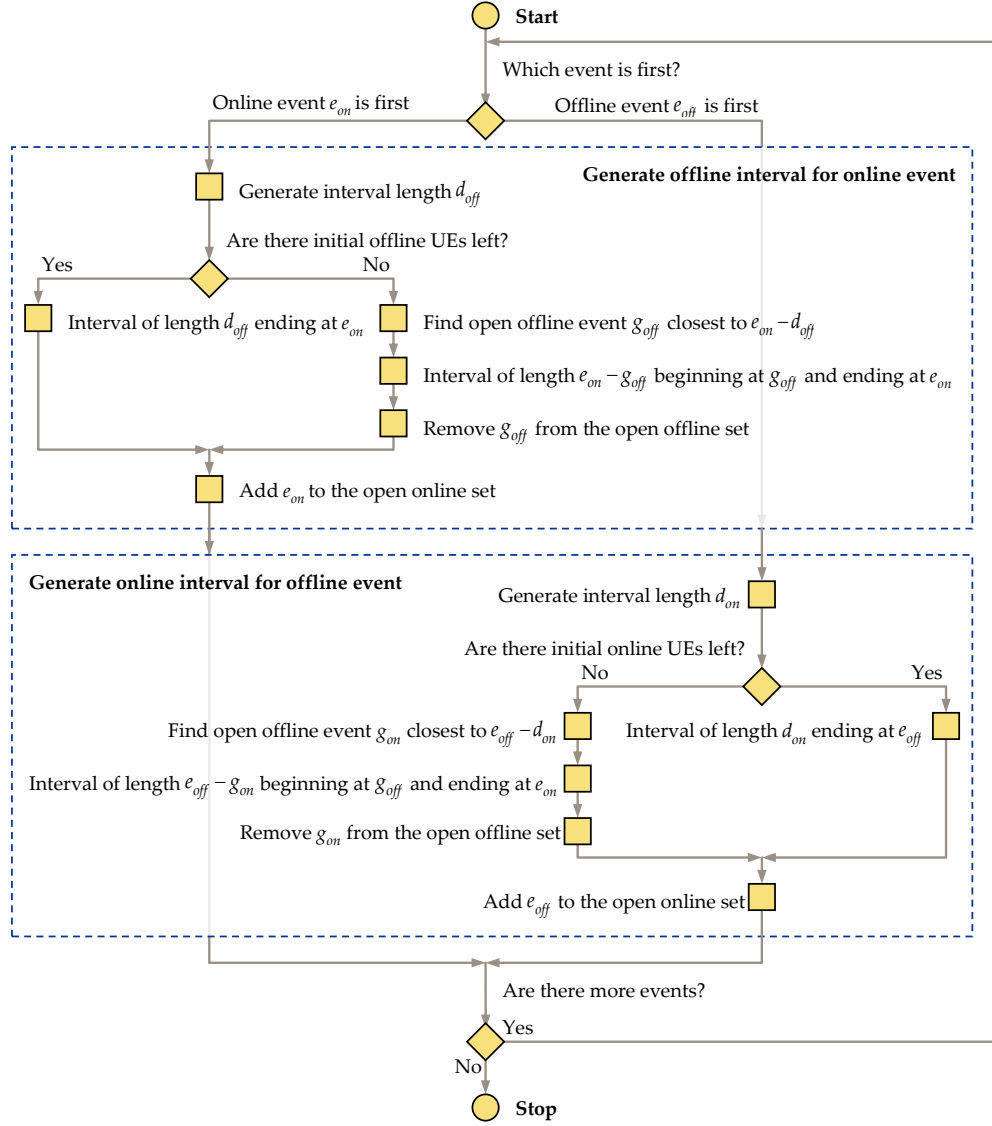 Start
Which event is first?
Online event e_on is first
Offline event e_off is first
Generate offline interval for online event
Generate interval length d_off
Are there initial offline UEs left?
Yes
No
Interval of length d_off ending at e_on
Find open offline event g_off closest to e_on – d_off
Interval of length e_on – g_off beginning at g_off and ending at e_on
Remove g_off from the open offline set
Add e_on to the open online set
Generate online interval for offline event
Generate interval length d_on
Are there initial online UEs left?
No
Yes
Find open offline event g_on closest to e_off – d_on
Interval of length d_on ending at e_off
Interval of length e_off – g_on beginning at g_off and ending at e_on
Remove g_on from the open offline set
Add e_off to the open online set
Are there more events?
Yes
No
Stop